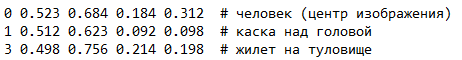 0 0.523 0.684 0.184 0.312  # человек (центр изображения)
1 0.512 0.623 0.092 0.098  # каска над головой
3 0.498 0.756 0.214 0.198  # жилет на туловище